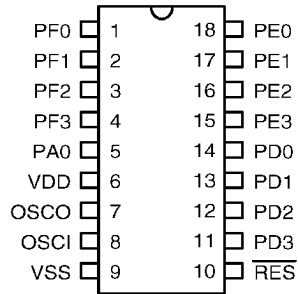 PF0 1 18 PE0
PF1 2 17 PE1
PF2 3 16 PE2
PF3 4 15 PE3
PA0 5 14 PD0
VDD 6 13 PD1
OSCO 7 12 PD2
OSCI 8 11 PD3
VSS 9 10 R̅E̅S̅